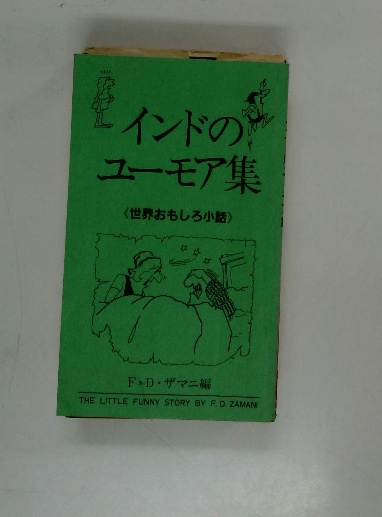 インドの
ユーモア集
《世界おもしろ小話》
F・D・ザマニ編
THE LITTLE FUNNY STORY BY F. D. ZAMANI